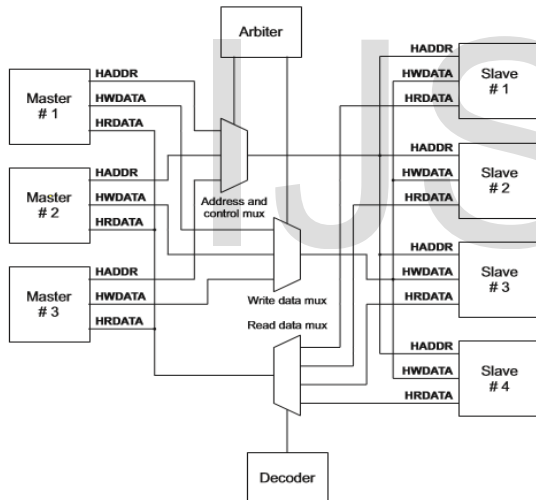 IJS
Arbiter
Master
# 1
HADDR
HWDATA
HRDATA
Master
# 2
HADDR
HWDATA
HRDATA
Master
# 3
HADDR
HWDATA
HRDATA
Address and
control mux
Write data mux
Read data mux
HADDR
HWDATA
HRDATA
Slave
# 1
HADDR
HWDATA
HRDATA
Slave
# 2
HADDR
HWDATA
HRDATA
Slave
# 3
HADDR
HWDATA
HRDATA
Slave
# 4
Decoder